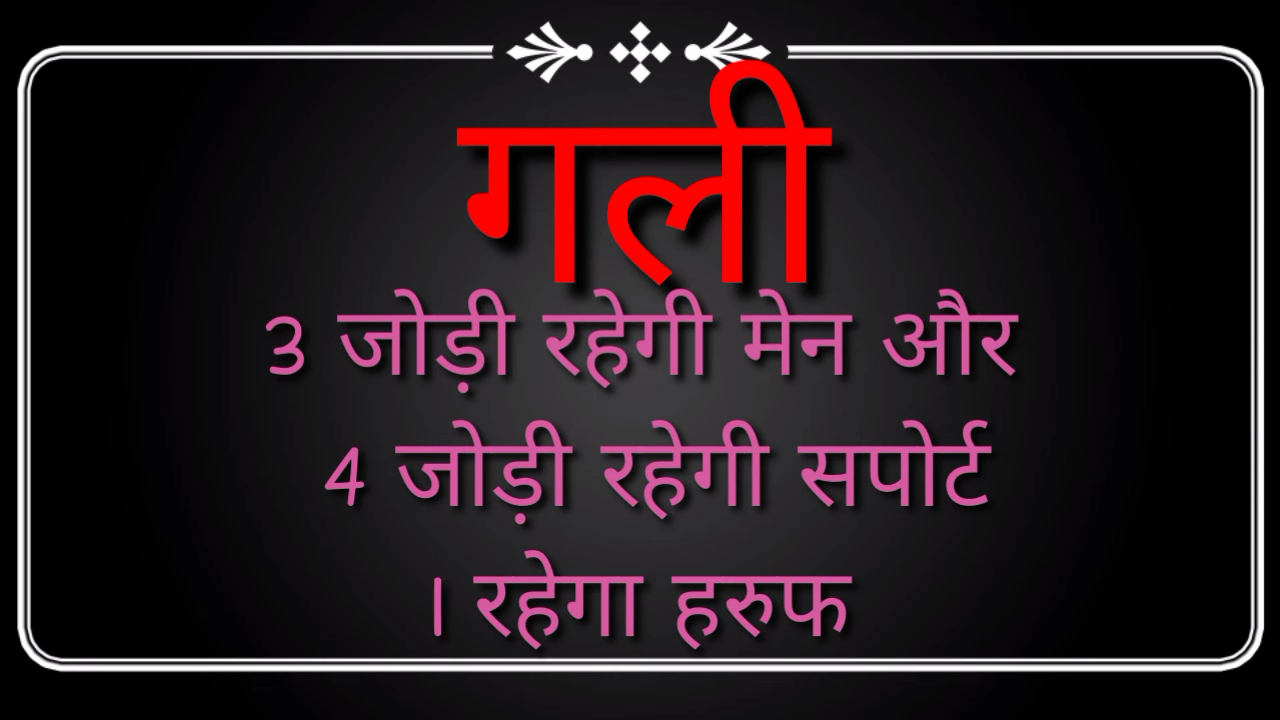 गली
3 जोड़ी रहेगी मेन और
4 जोड़ी रहेगी सपोर्ट
। रहेगा हरुफ